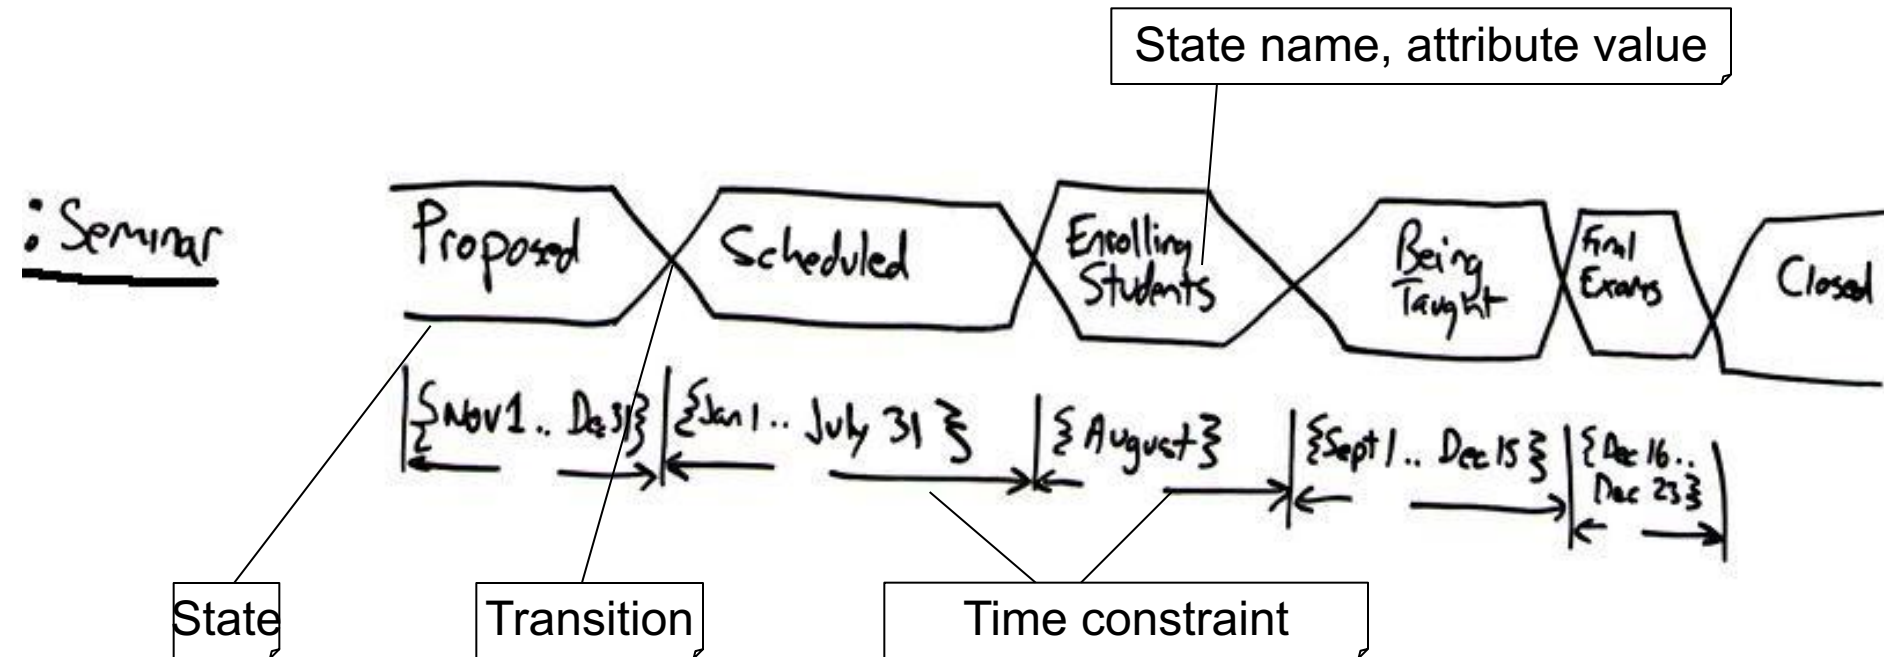 State name, attribute value
: Seminar
Proposed
Scheduled
Enrolling
Students
Being
Taught
Final
Exams
Closed
{Nov 1 .. Dec 31}
{Jan 1 .. July 31}
{August}
{Sept 1 .. Dec 15}
{Dec 16 ..
Dec 23}
State
Transition
Time constraint